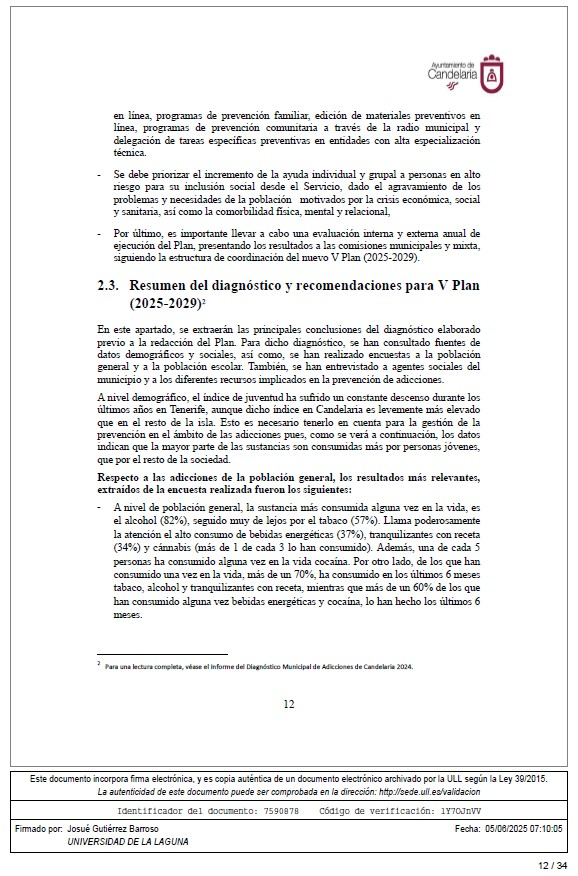 Ayuntamiento de
Candelaria
en línea, programas de prevención familiar, edición de materiales preventivos en
línea, programas de prevención comunitaria a través de la radio municipal y
delegación de tareas específicas preventivas en entidades con alta especialización
técnica.
- Se debe priorizar el incremento de la ayuda individual y grupal a personas en alto
riesgo para su inclusión social desde el Servicio, dado el agravamiento de los
problemas y necesidades de la población motivados por la crisis económica, social
y sanitaria, así como la comorbilidad física, mental y relacional,
- Por último, es importante llevar a cabo una evaluación interna y externa anual de
ejecución del Plan, presentando los resultados a las comisiones municipales y mixta,
siguiendo la estructura de coordinación del nuevo V Plan (2025-2029).
2.3. Resumen del diagnóstico y recomendaciones para V Plan
(2025-2029)²
En este apartado, se extraerán las principales conclusiones del diagnóstico elaborado
previo a la redacción del Plan. Para dicho diagnóstico, se han consultado fuentes de
datos demográficos y sociales, así como, se han realizado encuestas a la población
general y a la población escolar. También, se han entrevistado a agentes sociales del
municipio y a los diferentes recursos implicados en la prevención de adicciones.
A nivel demográfico, el índice de juventud ha sufrido un constante descenso durante los
últimos años en Tenerife, aunque dicho índice en Candelaria es levemente más elevado
que en el resto de la isla. Esto es necesario tenerlo en cuenta para la gestión de la
prevención en el ámbito de las adicciones pues, como se verá a continuación, los datos
indican que la mayor parte de las sustancias son consumidas más por personas jóvenes,
que por el resto de la sociedad.
Respecto a las adicciones de la población general, los resultados más relevantes,
extraídos de la encuesta realizada fueron los siguientes:
- A nivel de población general, la sustancia más consumida alguna vez en la vida, es
el alcohol (82%), seguido muy de lejos por el tabaco (57%). Llama poderosamente
la atención el alto consumo de bebidas energéticas (37%), tranquilizantes con receta
(34%) y cánnabis (más de 1 de cada 3 lo han consumido). Además, una de cada 5
personas ha consumido alguna vez en la vida cocaína. Por otro lado, de los que han
consumido una vez en la vida, más de un 70%, ha consumido en los últimos 6 meses
tabaco, alcohol y tranquilizantes con receta, mientras que más de un 60% de los que
han consumido alguna vez bebidas energéticas y cocaína, lo han hecho los últimos 6
meses.
² Para una lectura completa, véase el Informe del Diagnóstico Municipal de Adicciones de Candelaria 2024.
12
Este documento incorpora firma electrónica, y es copia auténtica de un documento electrónico archivado por la ULL según la Ley 39/2015.
La autenticidad de este documento puede ser comprobada en la dirección: http://sede.ull.es/validacion
Identificador del documento: 7590878 Código de verificación: 1Y7OJnVV
Firmado por: Josué Gutiérrez Barroso Fecha: 05/06/2025 07:10:05
UNIVERSIDAD DE LA LAGUNA
12 / 34